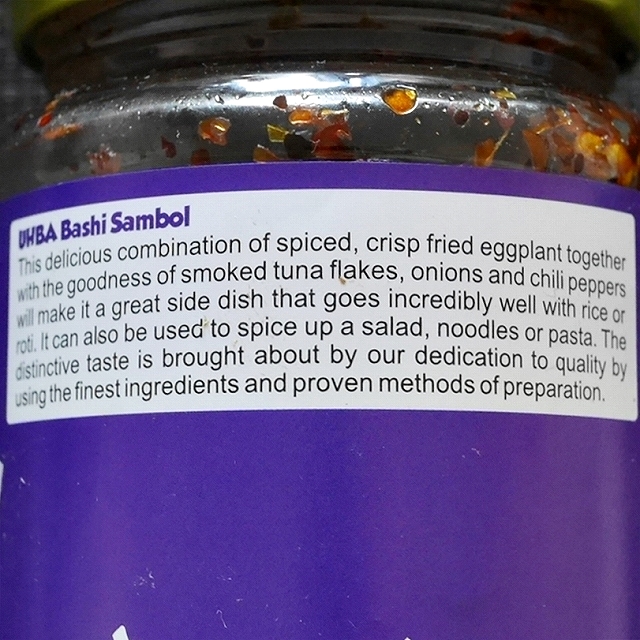 UHBA Bashi Sambol
This delicious combination of spiced, crisp fried eggplant together
with the goodness of smoked tuna flakes, onions and chili peppers
will make it a great side dish that goes incredibly well with rice or
roti. It can also be used to spice up a salad, noodles or pasta. The
distinctive taste is brought about by our dedication to quality by
using the finest ingredients and proven methods of preparation.